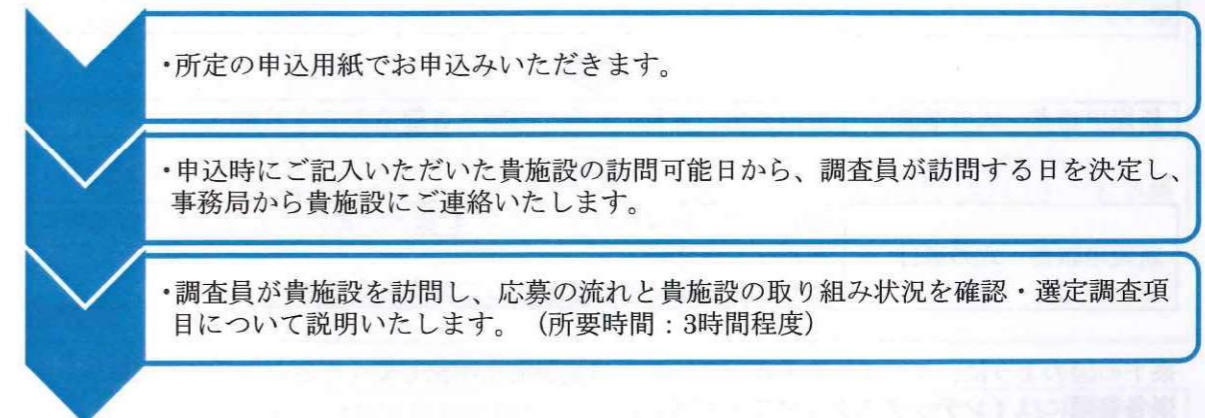 ・所定の申込用紙でお申込みいただきます。
・申込時にご記入いただいた貴施設の訪問可能日から、調査員が訪問する日を決定し、
事務局から貴施設にご連絡いたします。
・調査員が貴施設を訪問し、応募の流れと貴施設の取り組み状況を確認・選定調査項
目について説明いたします。（所要時間：3時間程度）